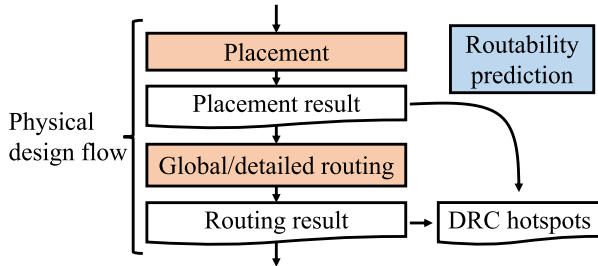 Placement
Routability
prediction
Placement result
Physical
design flow
Global/detailed routing
Routing result
DRC hotspots